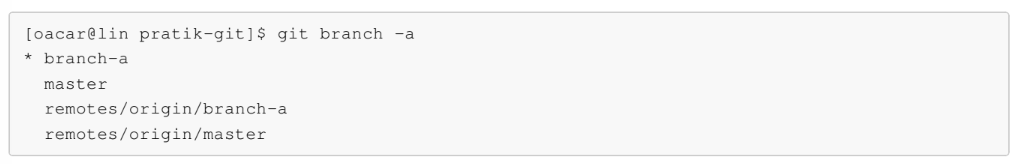 [oacar@lin pratik-git]$ git branch -a
* branch-a
  master
  remotes/origin/branch-a
  remotes/origin/master